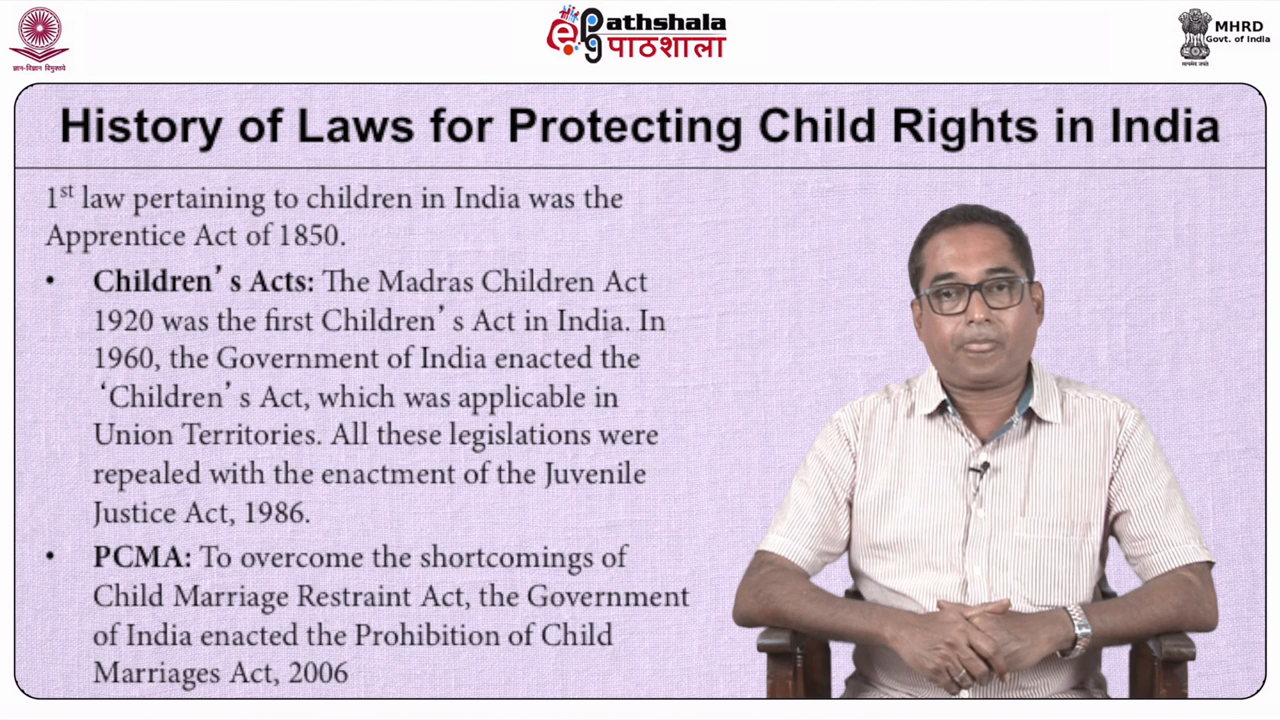 ePathshala
पाठशाला
ज्ञान-विज्ञान विमुक्तये
MHRD
Govt. of India
सत्यमेव जयते
History of Laws for Protecting Child Rights in India
1st law pertaining to children in India was the
Apprentice Act of 1850.
• Children’ s Acts: The Madras Children Act
1920 was the first Children’ s Act in India. In
1960, the Government of India enacted the
‘Children’ s Act, which was applicable in
Union Territories. All these legislations were
repealed with the enactment of the Juvenile
Justice Act, 1986.
• PCMA: To overcome the shortcomings of
Child Marriage Restraint Act, the Government
of India enacted the Prohibition of Child
Marriages Act, 2006